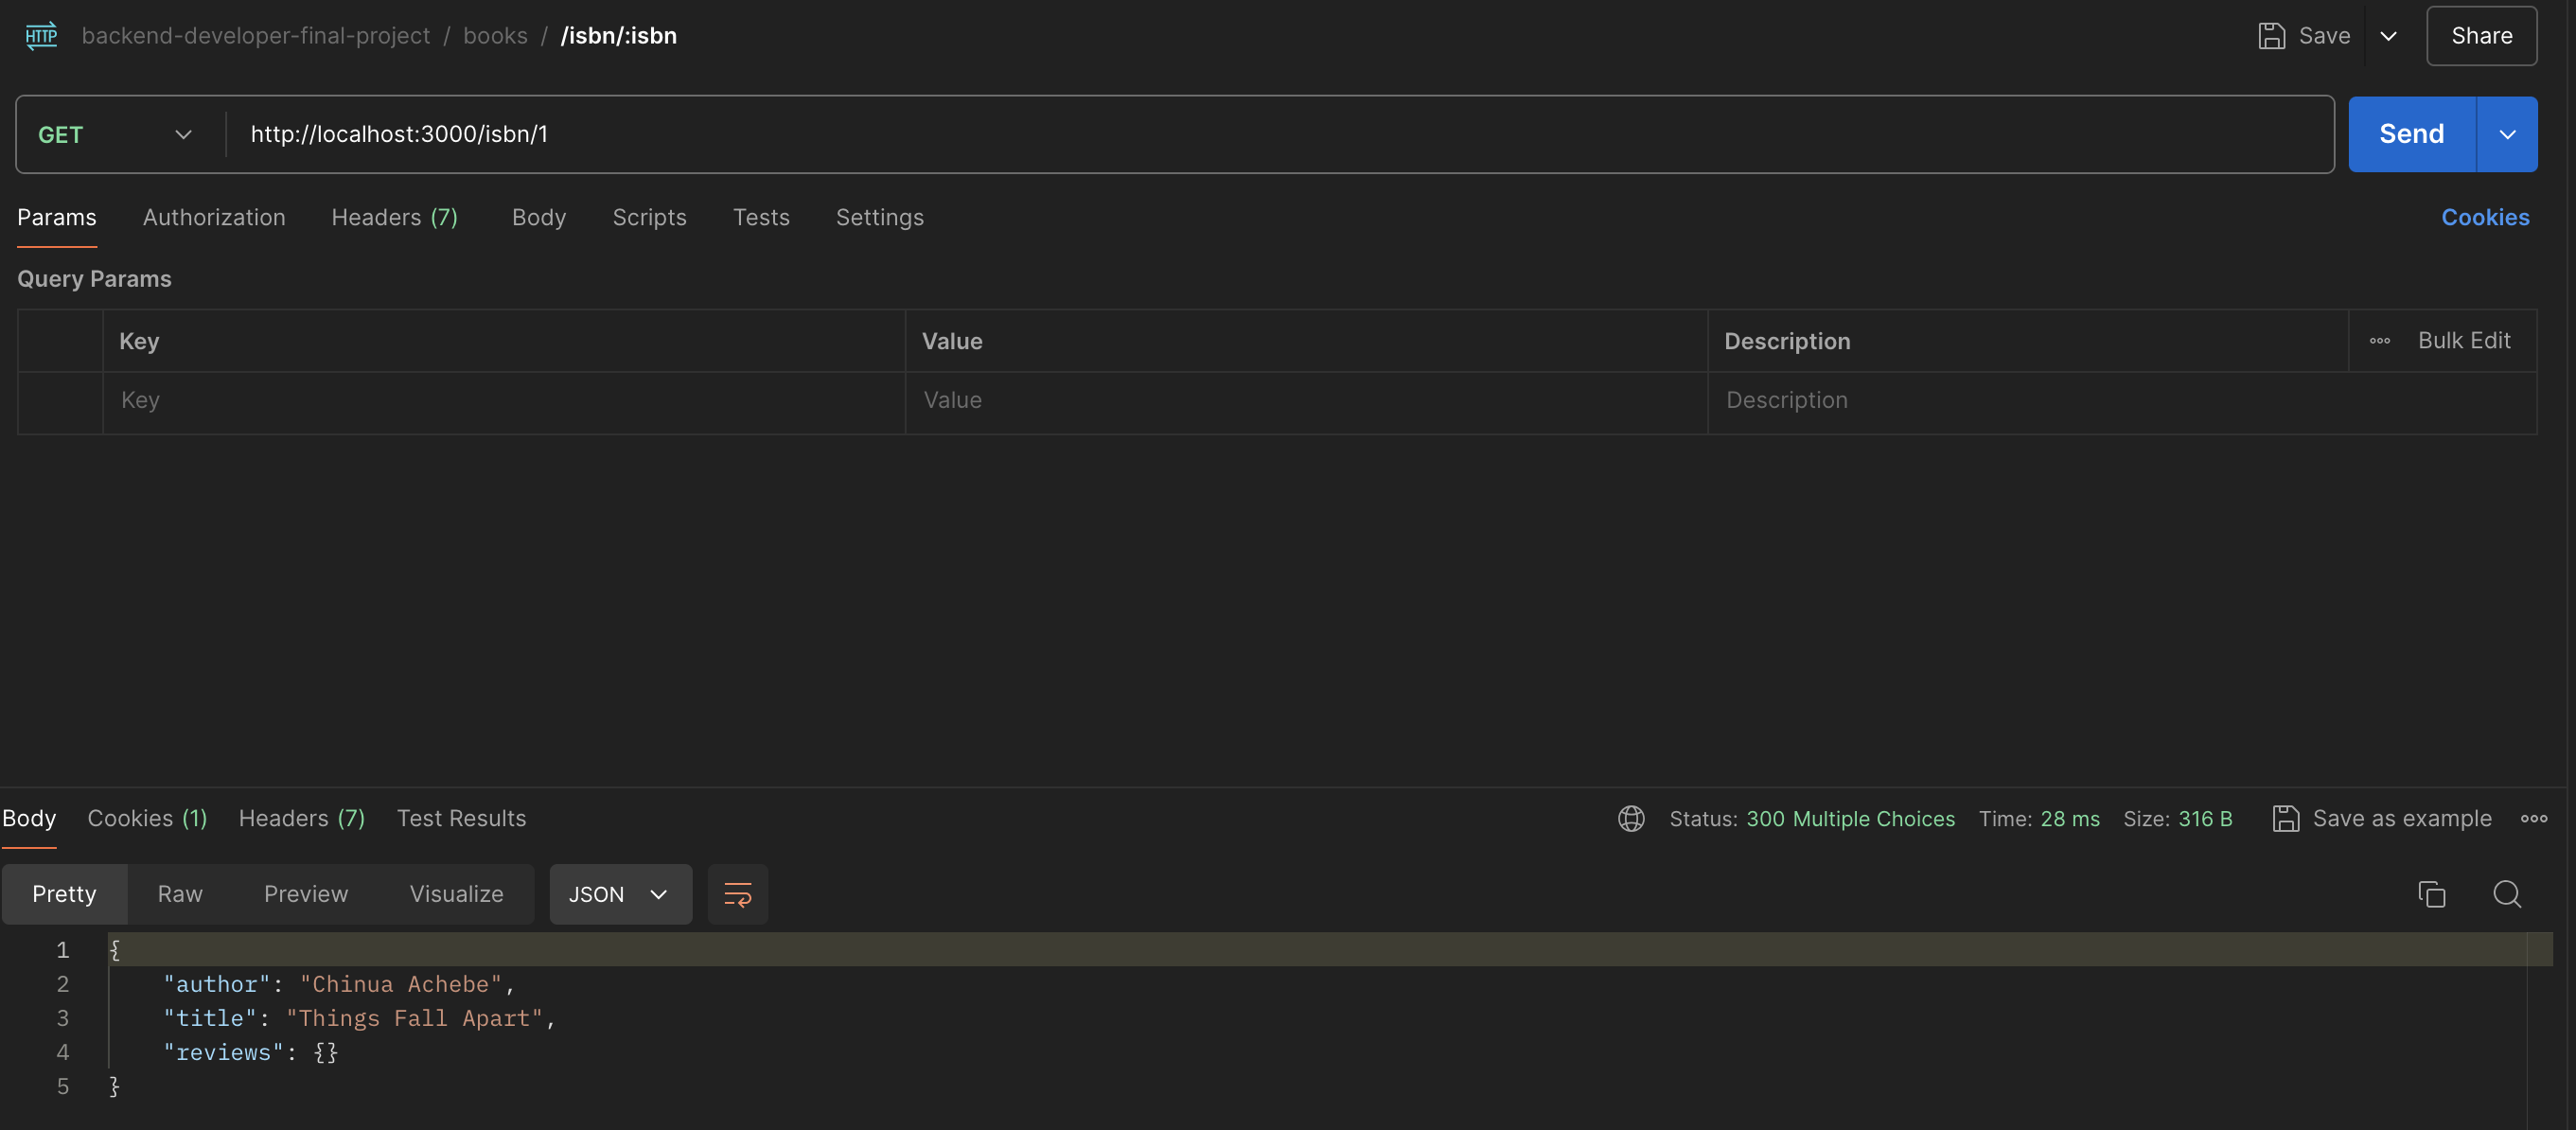 HTTP backend-developer-final-project / books / /isbn/:isbn Save Share
GET http://localhost:3000/isbn/1 Send
Params Authorization Headers (7) Body Scripts Tests Settings Cookies
Query Params
Key Value Description Bulk Edit
Key Value Description
Body Cookies (1) Headers (7) Test Results Status: 300 Multiple Choices Time: 28 ms Size: 316 B Save as example
Pretty Raw Preview Visualize JSON
1 {
2 "author": "Chinua Achebe",
3 "title": "Things Fall Apart",
4 "reviews": {}
5 }